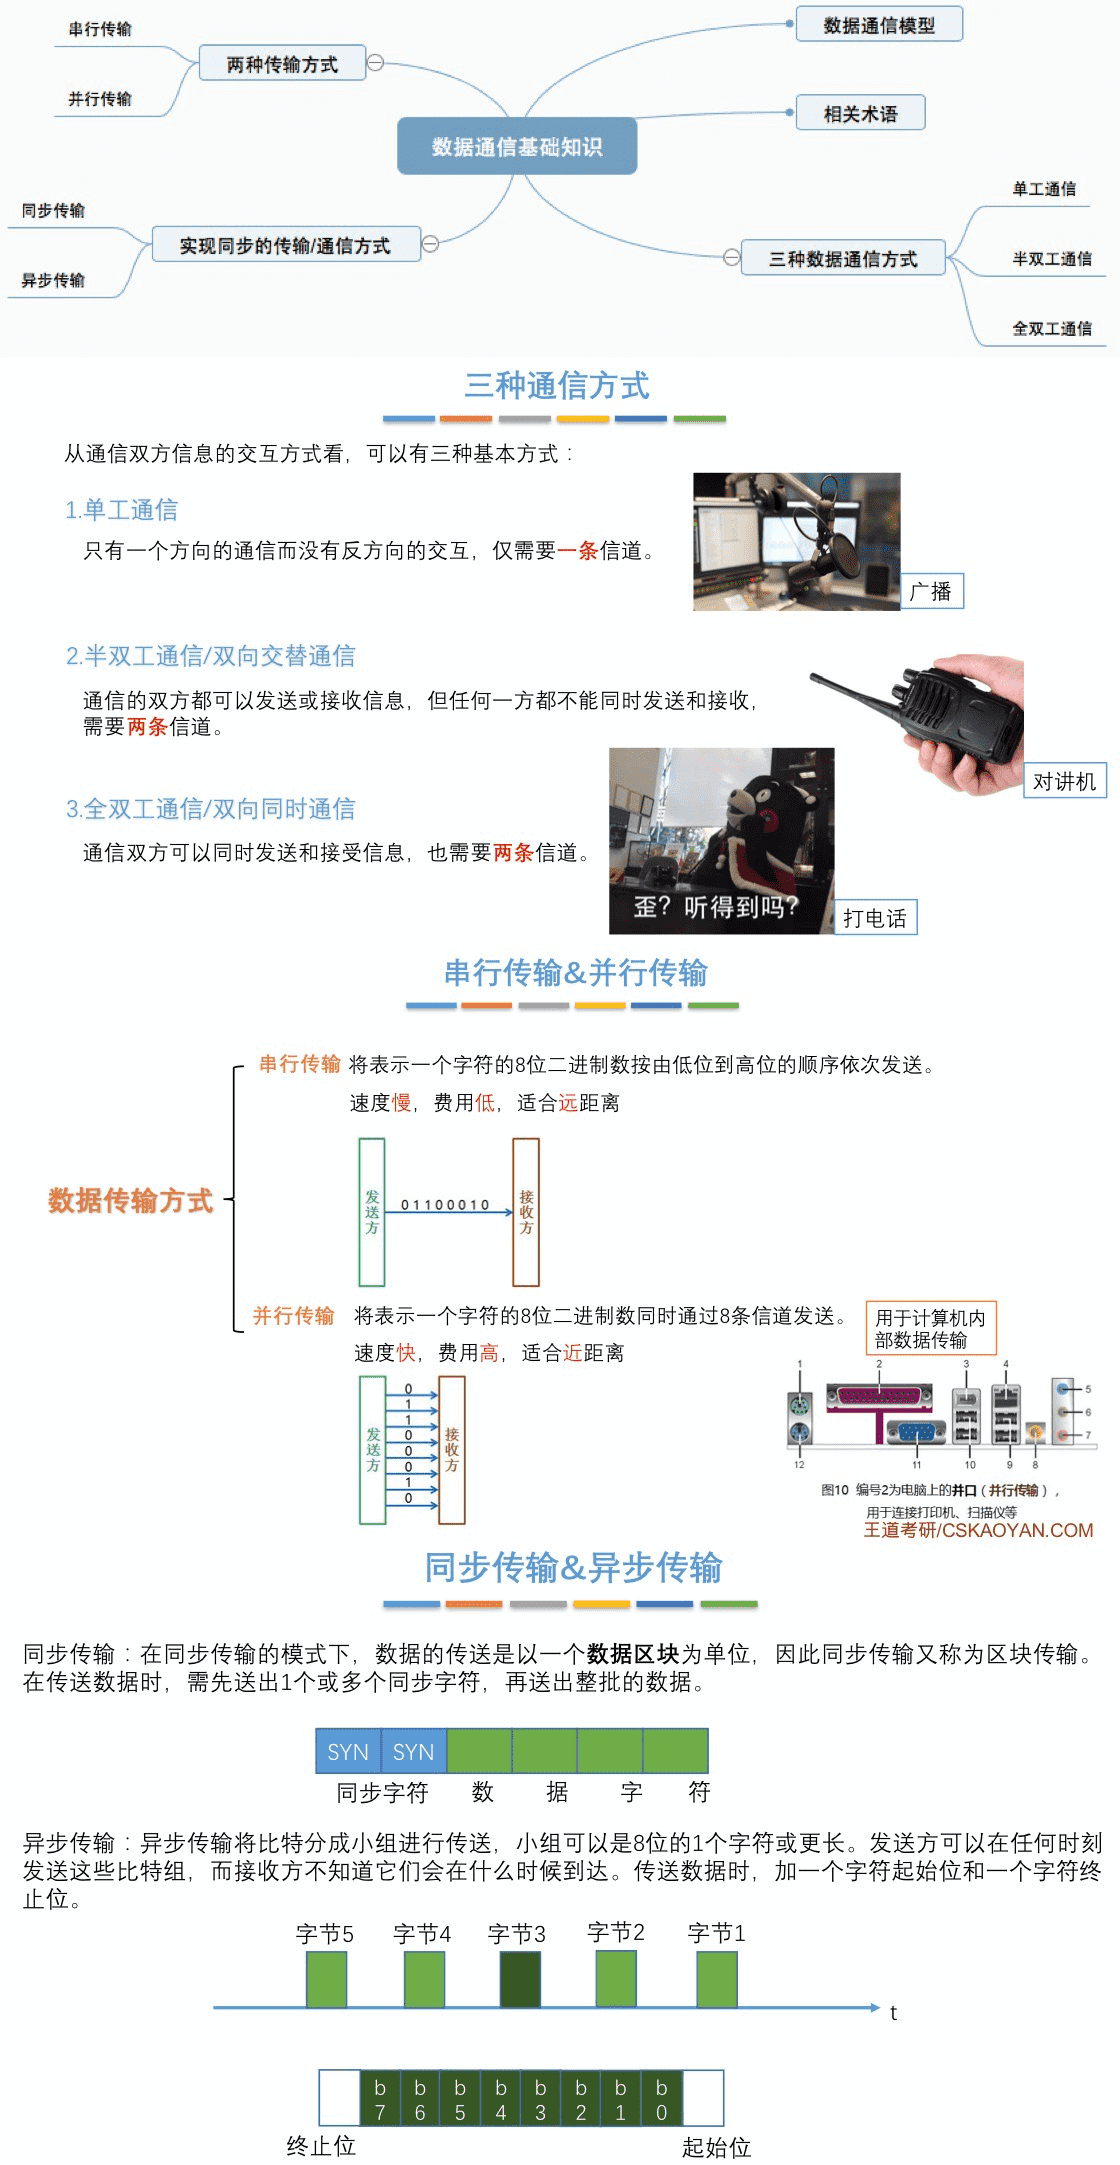 串行传输
并行传输
两种传输方式
数据通信模型
相关术语
数据通信基础知识
同步传输
异步传输
实现同步的传输/通信方式
三种数据通信方式
单工通信
半双工通信
全双工通信
三种通信方式
从通信双方信息的交互方式看，可以有三种基本方式：
1.单工通信
只有一个方向的通信而没有反方向的交互，仅需要一条信道。
广播
2.半双工通信/双向交替通信
通信的双方都可以发送或接收信息，但任何一方都不能同时发送和接收，
需要两条信道。
对讲机
3.全双工通信/双向同时通信
通信双方可以同时发送和接受信息，也需要两条信道。
歪？听得到吗？
打电话
串行传输&并行传输
数据传输方式
串行传输 将表示一个字符的8位二进制数按由低位到高位的顺序依次发送。
速度慢，费用低，适合远距离
发送方
0 1 1 0 0 0 1 0
接收方
并行传输 将表示一个字符的8位二进制数同时通过8条信道发送。
速度快，费用高，适合近距离
用于计算机内
部数据传输
发送方
0
1
1
0
0
0
1
0
接收方
1
2
3
4
5
6
7
12
11
10
9
8
图10 编号2为电脑上的并口（并行传输），
用于连接打印机、扫描仪等
王道考研/CSKAOYAN.COM
同步传输&异步传输
同步传输：在同步传输的模式下，数据的传送是以一个数据区块为单位，因此同步传输又称为区块传输。
在传送数据时，需先送出1个或多个同步字符，再送出整批的数据。
SYN SYN
同步字符 数 据 字 符
异步传输：异步传输将比特分成小组进行传送，小组可以是8位的1个字符或更长。发送方可以在任何时刻
发送这些比特组，而接收方不知道它们会在什么时候到达。传送数据时，加一个字符起始位和一个字符终
止位。
字节5 字节4 字节3 字节2 字节1
t
b7 b6 b5 b4 b3 b2 b1 b0
终止位 起始位